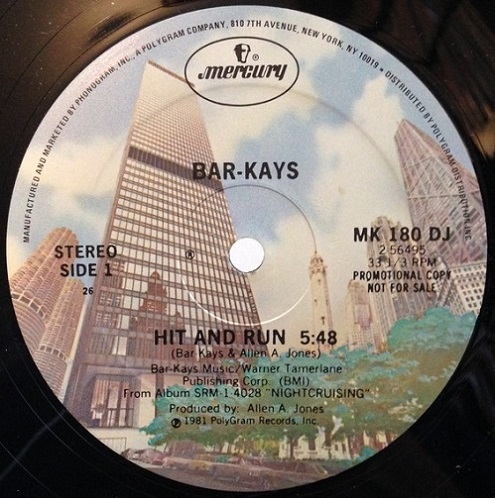 MANUFACTURED AND MARKETED BY PHONOGRAM, INC., A POLYGRAM COMPANY, 810 7TH AVENUE, NEW YORK, NY 10019 • DISTRIBUTED BY POLYGRAM DISTRIBUTION, INC.
®
mercury
BAR-KAYS
STEREO
SIDE 1
26
®
MK 180 DJ
2 56495
33 1/3 RPM
PROMOTIONAL COPY
NOT FOR SALE
HIT AND RUN 5:48
(Bar Kays & Allen A. Jones)
Bar-Kays Music/Warner Tamerlane
Publishing Corp. (BMI)
From Album SRM-1-4028 "NIGHTCRUISING"
Produced by: Allen A. Jones
℗ 1981 PolyGram Records, Inc.